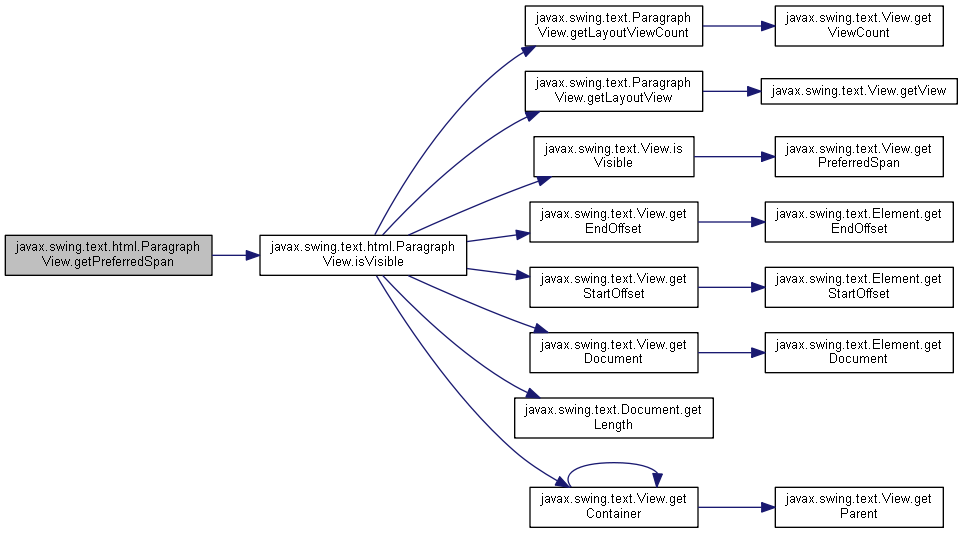 javax.swing.text.html.Paragraph
View.getPreferredSpan
javax.swing.text.html.Paragraph
View.isVisible
javax.swing.text.Paragraph
View.getLayoutViewCount
javax.swing.text.View.get
ViewCount
javax.swing.text.Paragraph
View.getLayoutView
javax.swing.text.View.getView
javax.swing.text.View.is
Visible
javax.swing.text.View.get
PreferredSpan
javax.swing.text.View.get
EndOffset
javax.swing.text.Element.get
EndOffset
javax.swing.text.View.get
StartOffset
javax.swing.text.Element.get
StartOffset
javax.swing.text.View.get
Document
javax.swing.text.Element.get
Document
javax.swing.text.Document.get
Length
javax.swing.text.View.get
Container
javax.swing.text.View.get
Parent